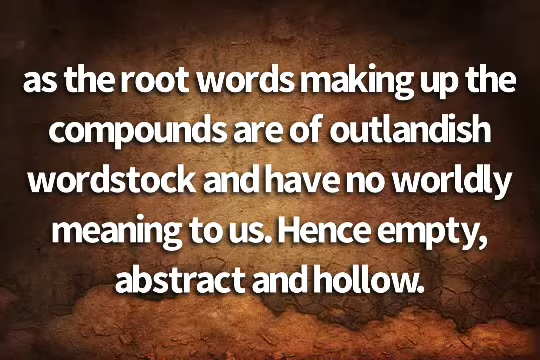 as the root words making up the
compounds are of outlandish
wordstock and have no worldly
meaning to us. Hence empty,
abstract and hollow.